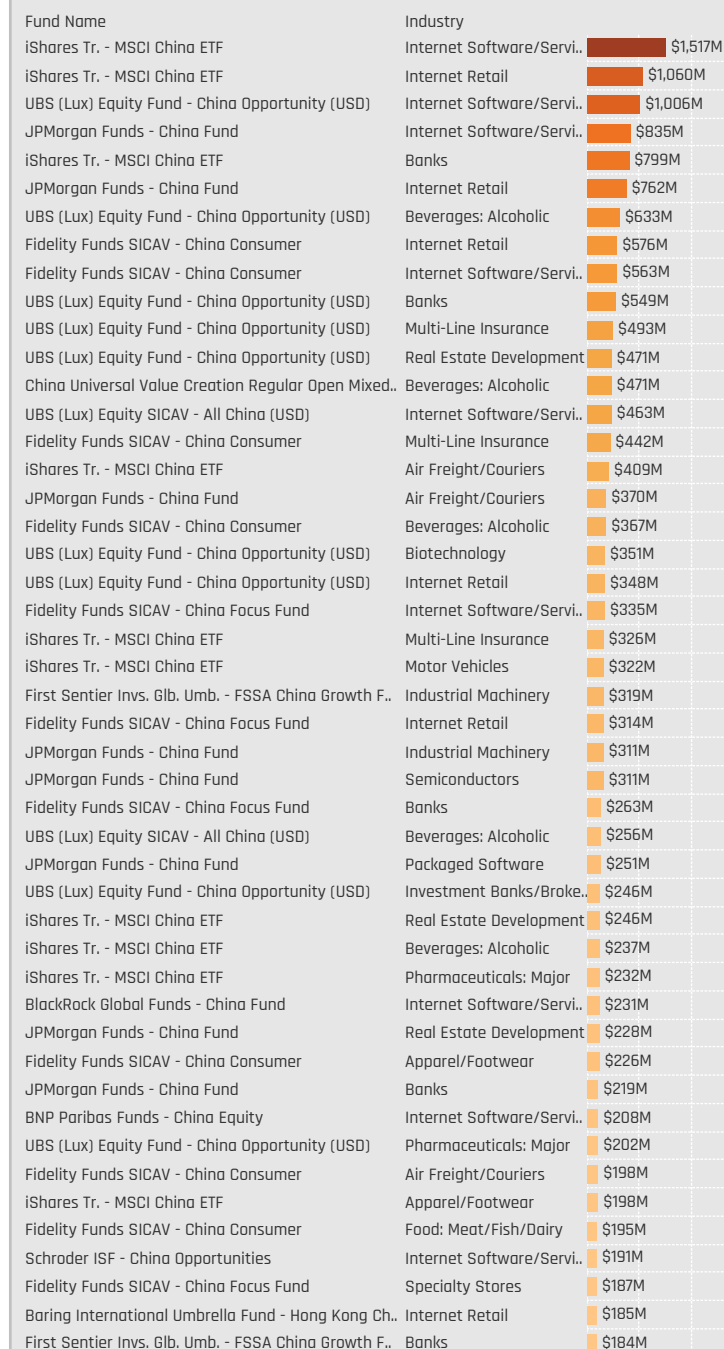 Fund Name Industry
iShares Tr. - MSCI China ETF Internet Software/Servi.. $1,517M
iShares Tr. - MSCI China ETF Internet Retail $1,060M
UBS (Lux) Equity Fund - China Opportunity (USD) Internet Software/Servi.. $1,006M
JPMorgan Funds - China Fund Internet Software/Servi.. $835M
iShares Tr. - MSCI China ETF Banks $799M
JPMorgan Funds - China Fund Internet Retail $762M
UBS (Lux) Equity Fund - China Opportunity (USD) Beverages: Alcoholic $633M
Fidelity Funds SICAV - China Consumer Internet Retail $576M
Fidelity Funds SICAV - China Consumer Internet Software/Servi.. $563M
UBS (Lux) Equity Fund - China Opportunity (USD) Banks $549M
UBS (Lux) Equity Fund - China Opportunity (USD) Multi-Line Insurance $493M
UBS (Lux) Equity Fund - China Opportunity (USD) Real Estate Development $471M
China Universal Value Creation Regular Open Mixed.. Beverages: Alcoholic $471M
UBS (Lux) Equity SICAV - All China (USD) Internet Software/Servi.. $463M
Fidelity Funds SICAV - China Consumer Multi-Line Insurance $442M
iShares Tr. - MSCI China ETF Air Freight/Couriers $409M
JPMorgan Funds - China Fund Air Freight/Couriers $370M
Fidelity Funds SICAV - China Consumer Beverages: Alcoholic $367M
UBS (Lux) Equity Fund - China Opportunity (USD) Biotechnology $351M
UBS (Lux) Equity Fund - China Opportunity (USD) Internet Retail $348M
Fidelity Funds SICAV - China Focus Fund Internet Software/Servi.. $335M
iShares Tr. - MSCI China ETF Multi-Line Insurance $326M
iShares Tr. - MSCI China ETF Motor Vehicles $322M
First Sentier Invs. Glb. Umb. - FSSA China Growth F.. Industrial Machinery $319M
Fidelity Funds SICAV - China Focus Fund Internet Retail $314M
JPMorgan Funds - China Fund Industrial Machinery $311M
JPMorgan Funds - China Fund Semiconductors $311M
Fidelity Funds SICAV - China Focus Fund Banks $263M
UBS (Lux) Equity SICAV - All China (USD) Beverages: Alcoholic $256M
JPMorgan Funds - China Fund Packaged Software $251M
UBS (Lux) Equity Fund - China Opportunity (USD) Investment Banks/Broke.. $246M
iShares Tr. - MSCI China ETF Real Estate Development $246M
iShares Tr. - MSCI China ETF Beverages: Alcoholic $237M
iShares Tr. - MSCI China ETF Pharmaceuticals: Major $232M
BlackRock Global Funds - China Fund Internet Software/Servi.. $231M
JPMorgan Funds - China Fund Real Estate Development $228M
Fidelity Funds SICAV - China Consumer Apparel/Footwear $226M
JPMorgan Funds - China Fund Banks $219M
BNP Paribas Funds - China Equity Internet Software/Servi.. $208M
UBS (Lux) Equity Fund - China Opportunity (USD) Pharmaceuticals: Major $202M
Fidelity Funds SICAV - China Consumer Air Freight/Couriers $198M
iShares Tr. - MSCI China ETF Apparel/Footwear $198M
Fidelity Funds SICAV - China Consumer Food: Meat/Fish/Dairy $195M
Schroder ISF - China Opportunities Internet Software/Servi.. $191M
Fidelity Funds SICAV - China Focus Fund Specialty Stores $187M
Baring International Umbrella Fund - Hong Kong Ch.. Internet Retail $185M
First Sentier Invs. Glb. Umb. - FSSA China Growth F.. Banks $184M